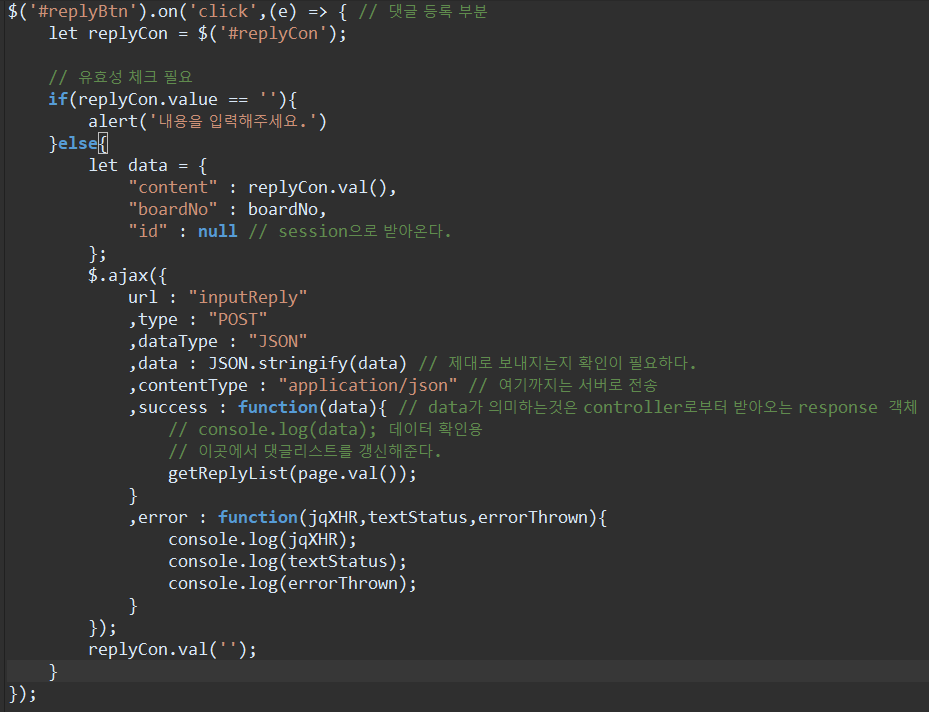 $('#replyBtn').on('click',(e) => { // 댓글 등록 부분
    let replyCon = $('#replyCon');

    // 유효성 체크 필요
    if(replyCon.value == ''){
        alert('내용을 입력해주세요.')
    }else{
        let data = {
            "content" : replyCon.val(),
            "boardNo" : boardNo,
            "id" : null // session으로 받아온다.
        };
        $.ajax({
            url : "inputReply"
            ,type : "POST"
            ,dataType : "JSON"
            ,data : JSON.stringify(data) // 제대로 보내지는지 확인이 필요하다.
            ,contentType : "application/json" // 여기까지는 서버로 전송
            ,success : function(data){ // data가 의미하는것은 controller로부터 받아오는 response 객체
                // console.log(data); 데이터 확인용
                // 이곳에서 댓글리스트를 갱신해준다.
                getReplyList(page.val());
            }
            ,error : function(jqXHR,textStatus,errorThrown){
                console.log(jqXHR);
                console.log(textStatus);
                console.log(errorThrown);
            }
        });
        replyCon.val('');
    }
});